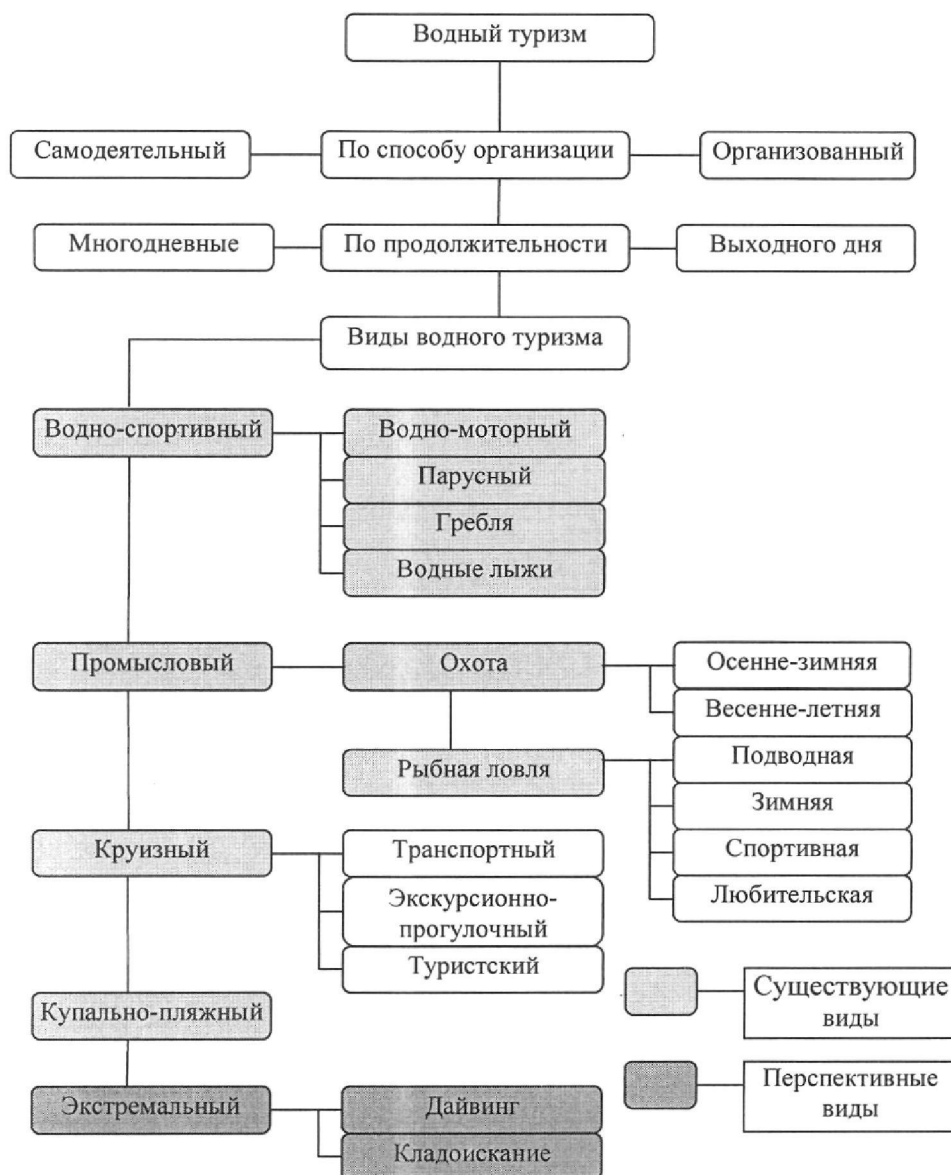 Водный туризм
Самодеятельный
По способу организации
Организованный
Многодневные
По продолжительности
Выходного дня
Виды водного туризма
Водно-спортивный
Водно-моторный
Парусный
Гребля
Водные лыжи
Промысловый
Охота
Осенне-зимняя
Весенне-летняя
Рыбная ловля
Подводная
Зимняя
Спортивная
Любительская
Круизный
Транспортный
Экскурсионно-
прогулочный
Туристский
Купально-пляжный
Экстремальный
Дайвинг
Кладоискание
Существующие
виды
Перспективные
виды